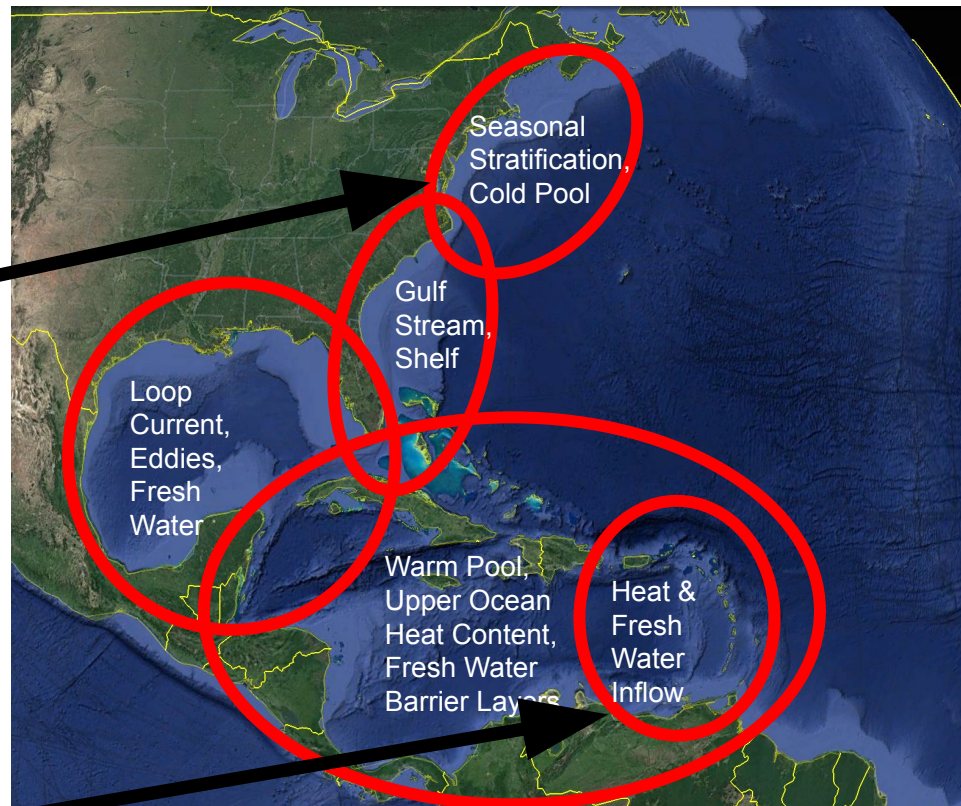 Seasonal
Stratification,
Cold Pool
Gulf
Stream,
Shelf
Loop
Current,
Eddies,
Fresh
Water
Warm Pool,
Upper Ocean
Heat Content,
Fresh Water
Barrier Layers
Heat &
Fresh
Water
Inflow